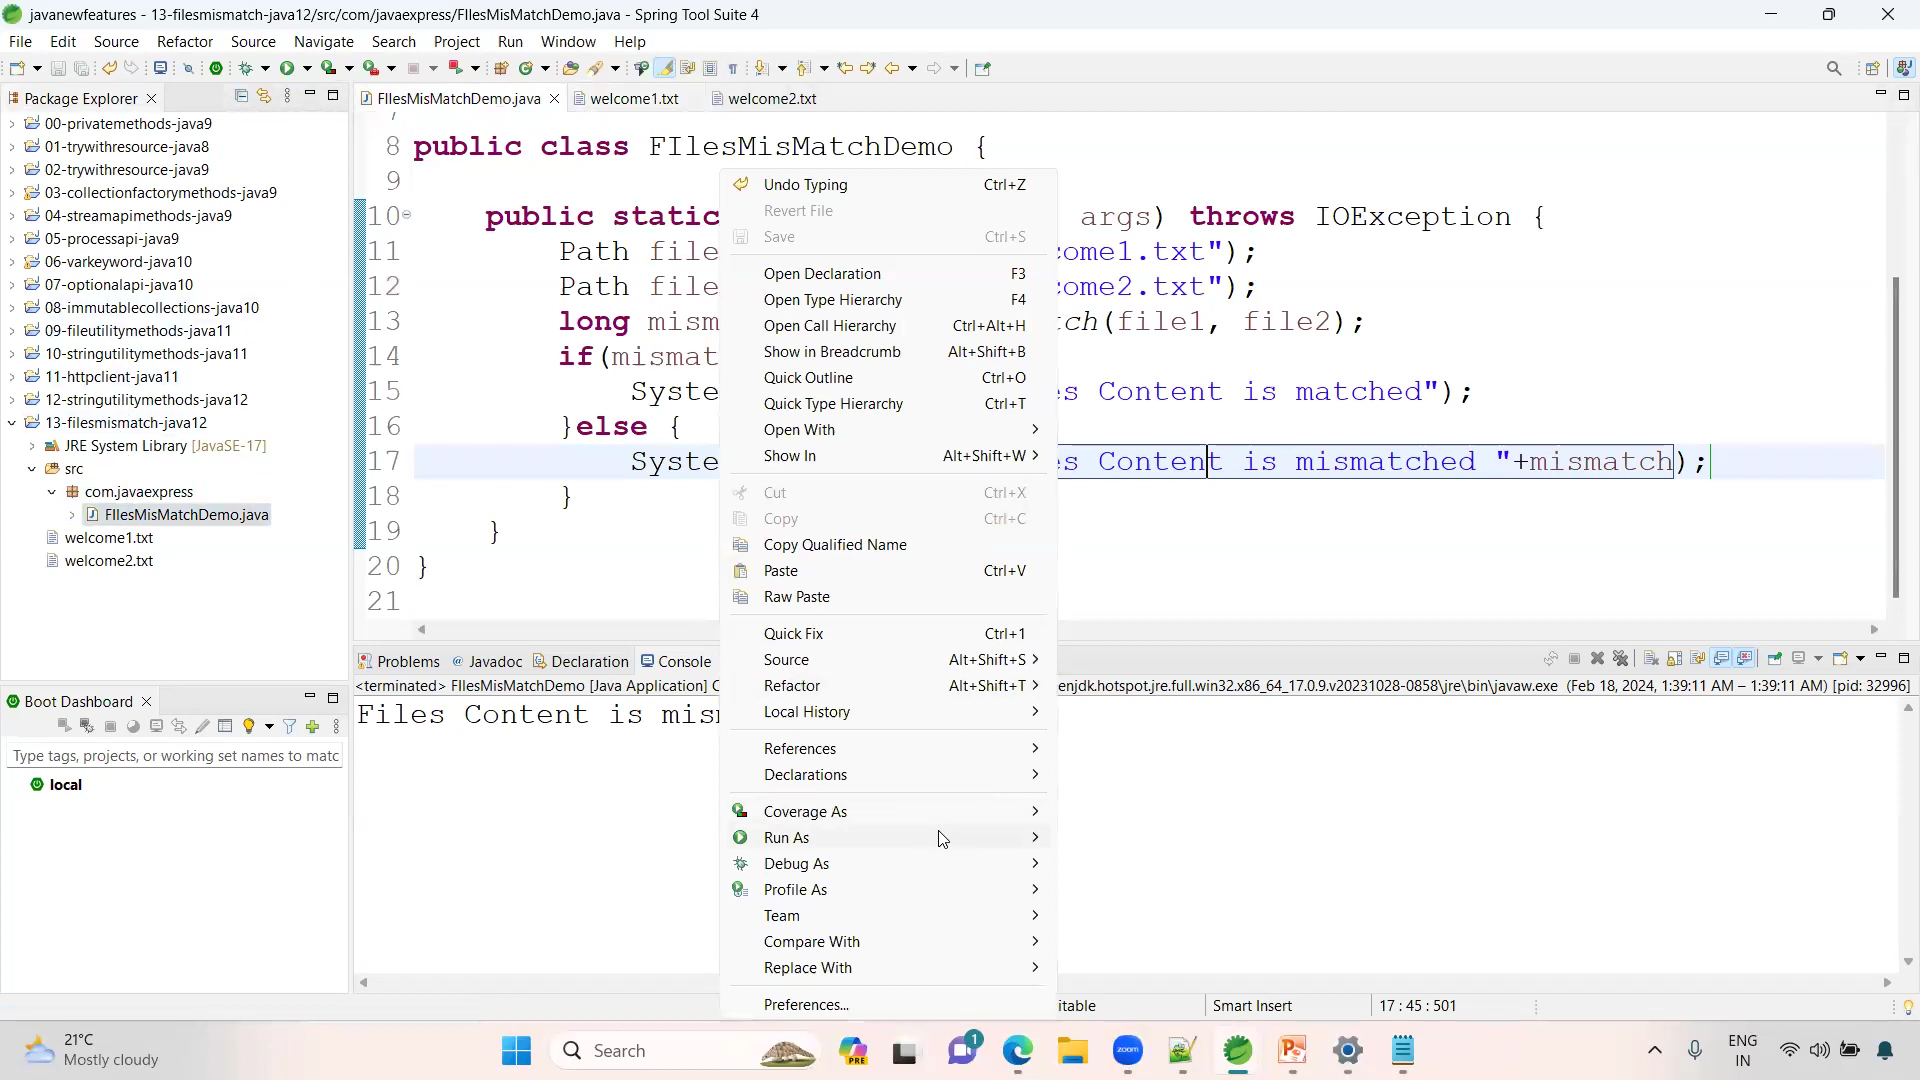 javanewfeatures - 13-filesmismatch-java12/src/com/javaexpress/FIlesMisMatchDemo.java - Spring Tool Suite 4
File Edit Source Refactor Source Navigate Search Project Run Window Help
Package Explorer
00-privatemethods-java9
01-trywithresource-java8
02-trywithresource-java9
03-collectionfactorymethods-java9
04-streamapimethods-java9
05-processapi-java9
06-varkeyword-java10
07-optionalapi-java10
08-immutablecollections-java10
09-fileutilitymethods-java11
10-stringutilitymethods-java11
11-httpclient-java11
12-stringutilitymethods-java12
13-filesmismatch-java12
JRE System Library [JavaSE-17]
src
com.javaexpress
FIlesMisMatchDemo.java
welcome1.txt
welcome2.txt
Boot Dashboard
Type tags, projects, or working set names to matc
local
FIlesMisMatchDemo.java welcome1.txt welcome2.txt
8 public class FIlesMisMatchDemo {
9
10 public static args) throws IOException {
11 Path file come1.txt");
12 Path file come2.txt");
13 long mism tch(file1, file2);
14 if(mismat
15 Syste s Content is matched");
16 }else {
17 Syste s Content is mismatched "+mismatch);
18 }
19 }
20 }
21
Undo Typing Ctrl+Z
Revert File
Save Ctrl+S
Open Declaration F3
Open Type Hierarchy F4
Open Call Hierarchy Ctrl+Alt+H
Show in Breadcrumb Alt+Shift+B
Quick Outline Ctrl+O
Quick Type Hierarchy Ctrl+T
Open With
Show In Alt+Shift+W
Cut Ctrl+X
Copy Ctrl+C
Copy Qualified Name
Paste Ctrl+V
Raw Paste
Quick Fix Ctrl+1
Source Alt+Shift+S
Refactor Alt+Shift+T
Local History
References
Declarations
Coverage As
Run As
Debug As
Profile As
Team
Compare With
Replace With
Preferences...
Problems Javadoc Declaration Console
<terminated> FIlesMisMatchDemo [Java Application] C enjdk.hotspot.jre.full.win32.x86_64_17.0.9.v20231028-0858\jre\bin\javaw.exe (Feb 18, 2024, 1:39:11 AM – 1:39:11 AM) [pid: 32996]
Files Content is mis
itable Smart Insert 17 : 45 : 501
21°C
Mostly cloudy
Search
PRE
1
zoom
ENG
IN